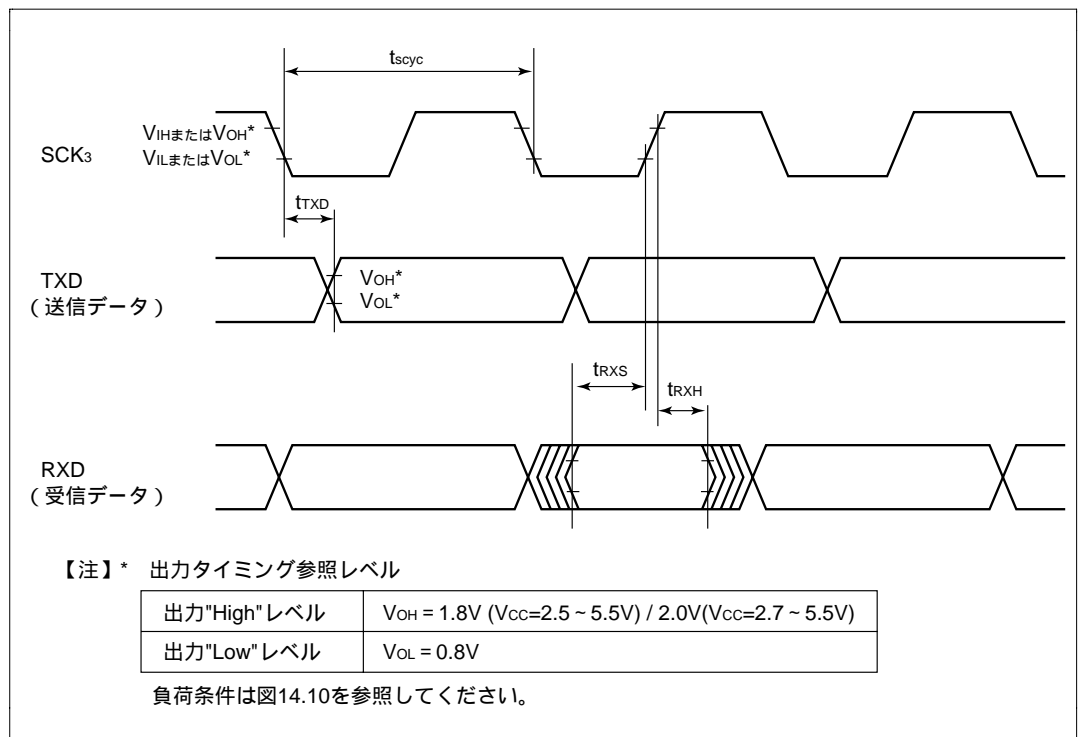 tscyc
VIHまたはVOH*
SCK3
VILまたはVOL*
tTXD
TXD
(送信データ)
VOH*
VOL*
tRXS
tRXH
RXD
(受信データ)
【注】* 出力タイミング参照レベル
出力"High"レベル VOH = 1.8V (VCC=2.5~5.5V) / 2.0V(VCC=2.7~5.5V)
出力"Low"レベル VOL = 0.8V
負荷条件は図14.10を参照してください。